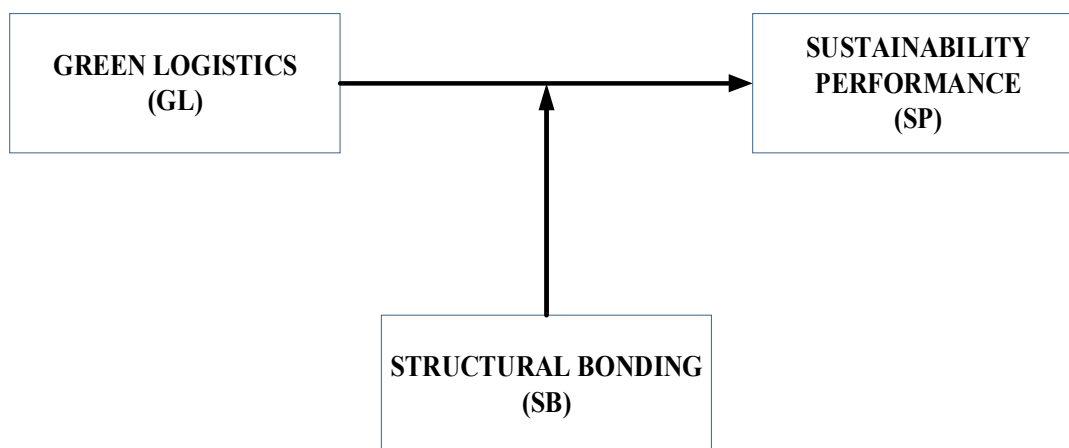 GREEN LOGISTICS
(GL)
SUSTAINABILITY
PERFORMANCE
(SP)
STRUCTURAL BONDING
(SB)